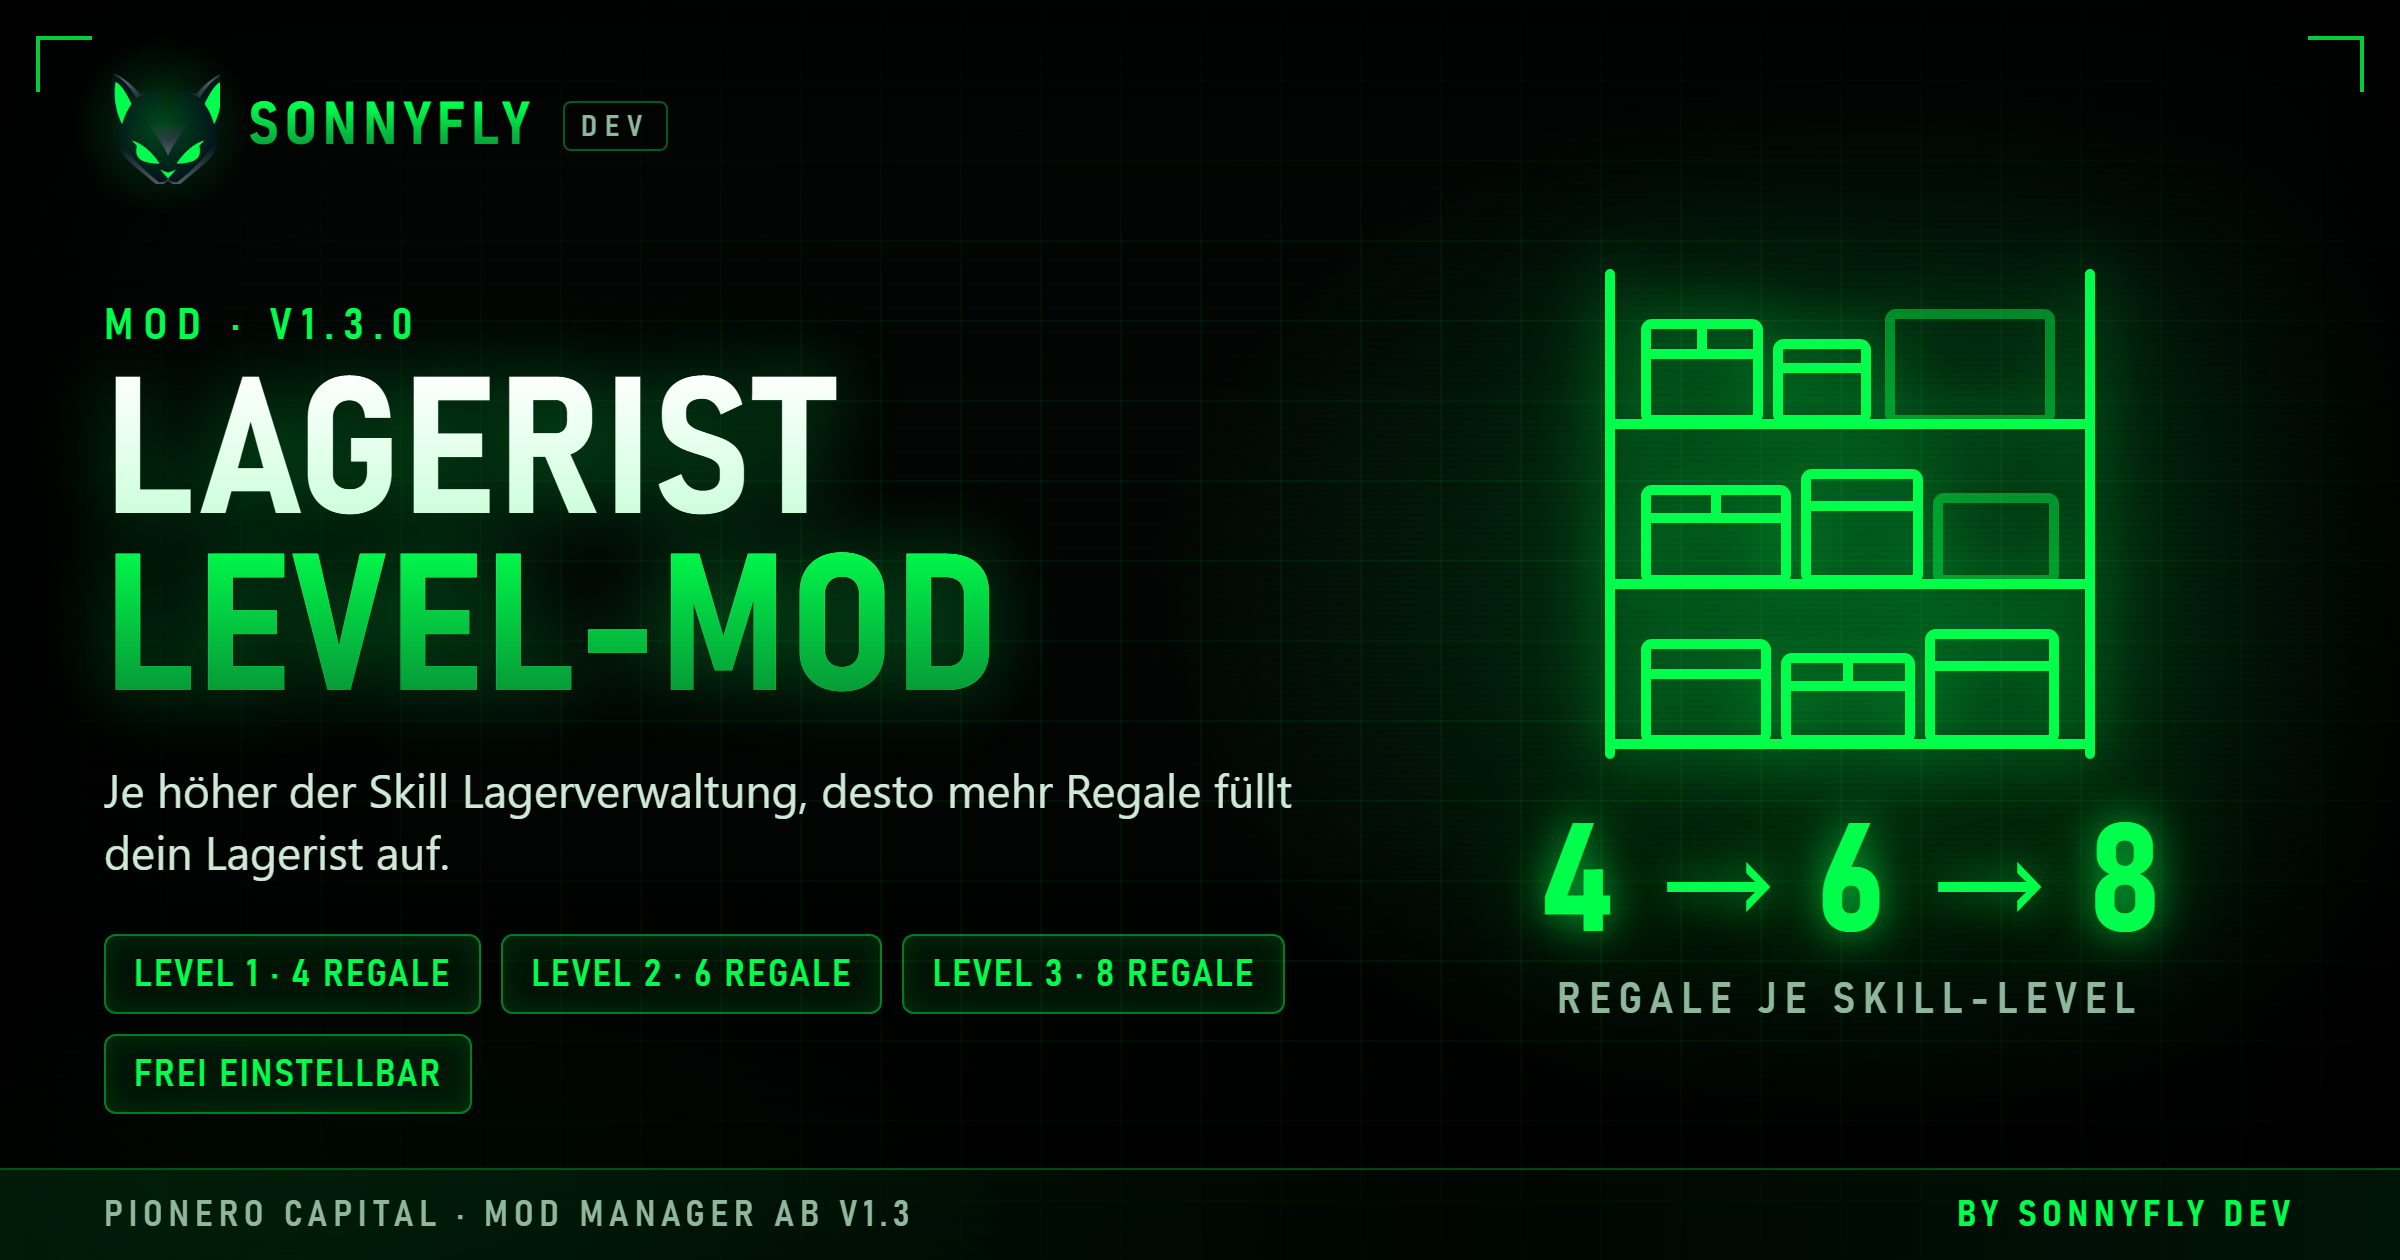 SONNYFLY DEV
MOD · V1.3.0
LAGERIST
LEVEL-MOD
Je höher der Skill Lagerverwaltung, desto mehr Regale füllt
dein Lagerist auf.
LEVEL 1 · 4 REGALE
LEVEL 2 · 6 REGALE
LEVEL 3 · 8 REGALE
FREI EINSTELLBAR
4 → 6 → 8
REGALE JE SKILL-LEVEL
PIONERO CAPITAL · MOD MANAGER AB V1.3
BY SONNYFLY DEV